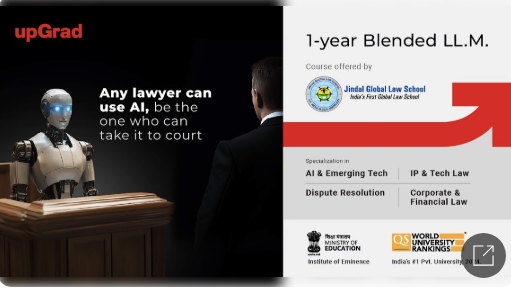 upGrad
Any lawyer can
use AI, be the
one who can
take it to court
1-year Blended LL.M.
Course offered by
Jindal Global Law School
India's First Global Law School
Specialization in
AI & Emerging Tech
IP & Tech Law
Dispute Resolution
Corporate &
Financial Law
शिक्षा मंत्रालय
MINISTRY OF
EDUCATION
Institute of Eminence
QS
WORLD
UNIVERSITY
RANKINGS
India's #1 Pvt. University,